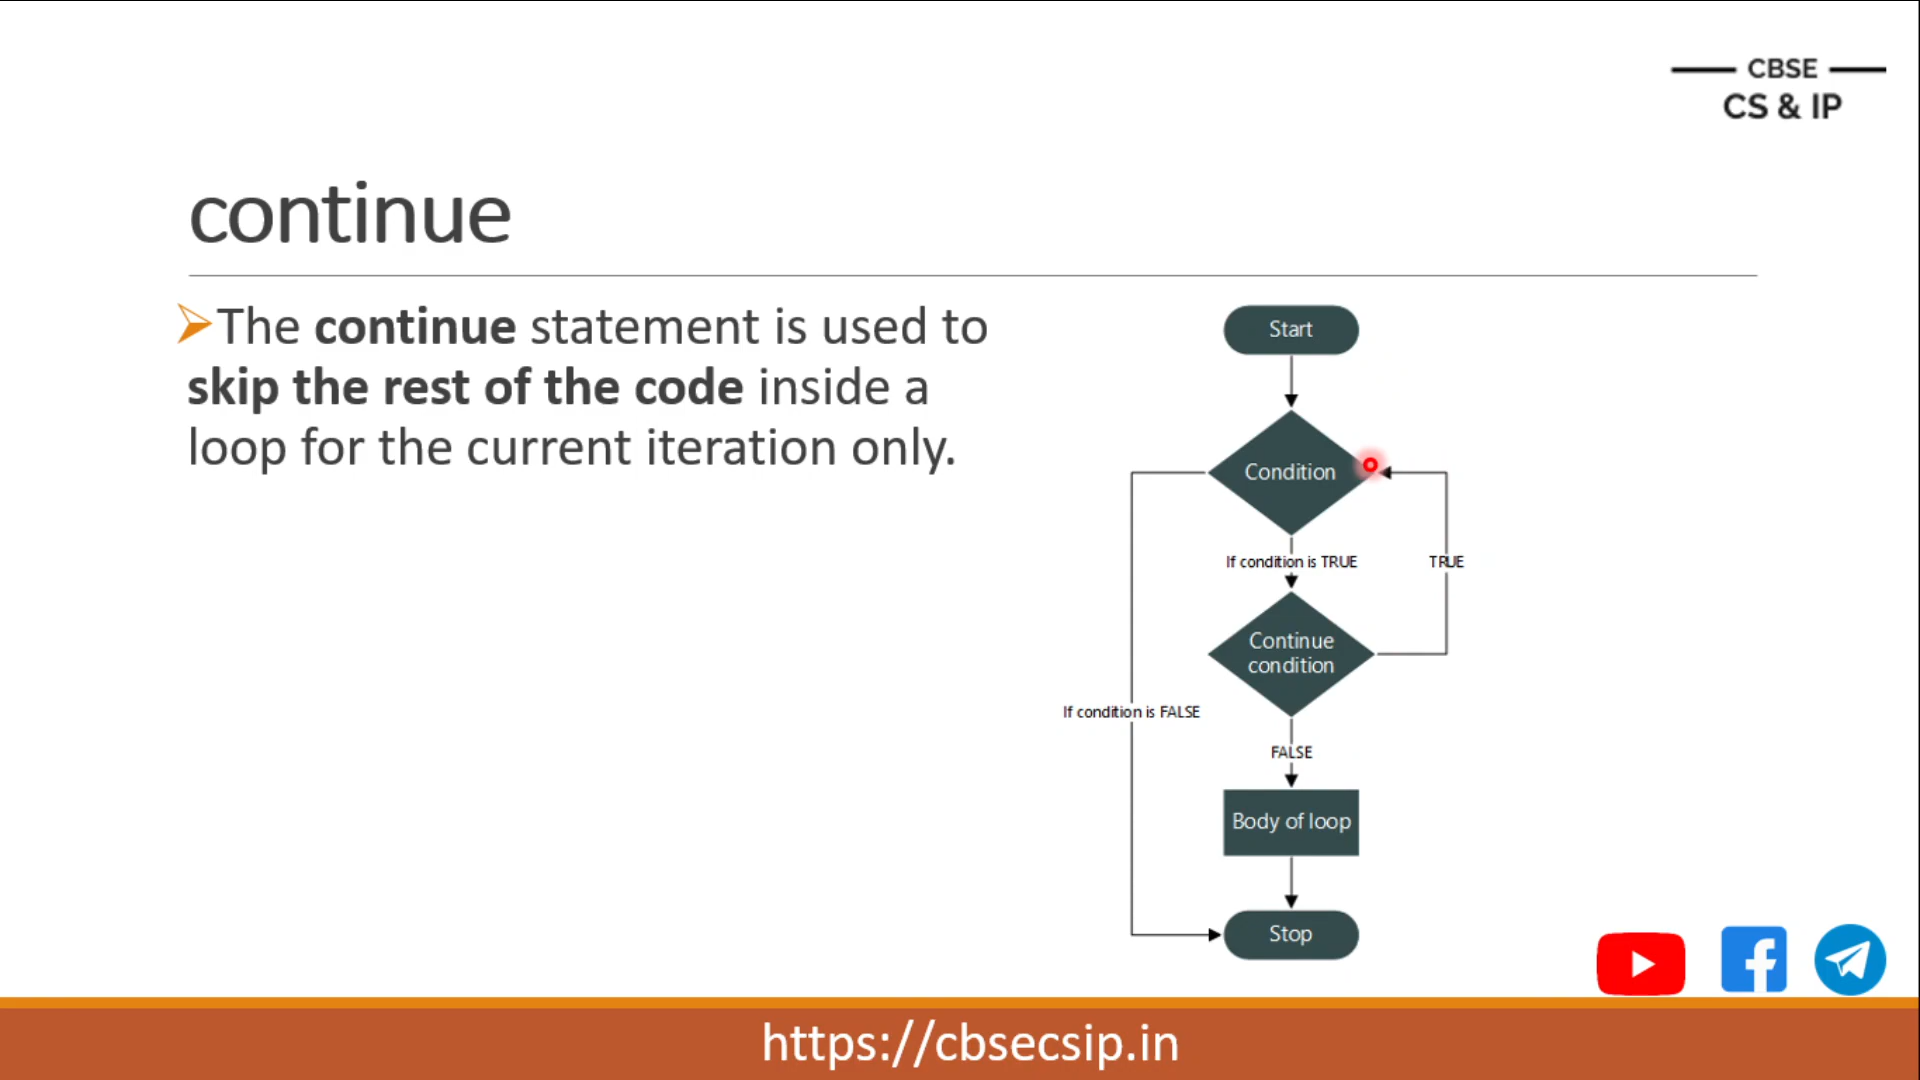 CBSE
CS & IP
continue
The continue statement is used to
skip the rest of the code inside a
loop for the current iteration only.
Start
Condition
If condition is TRUE
TRUE
Continue
condition
If condition is FALSE
FALSE
Body of loop
Stop
https://cbsecsip.in